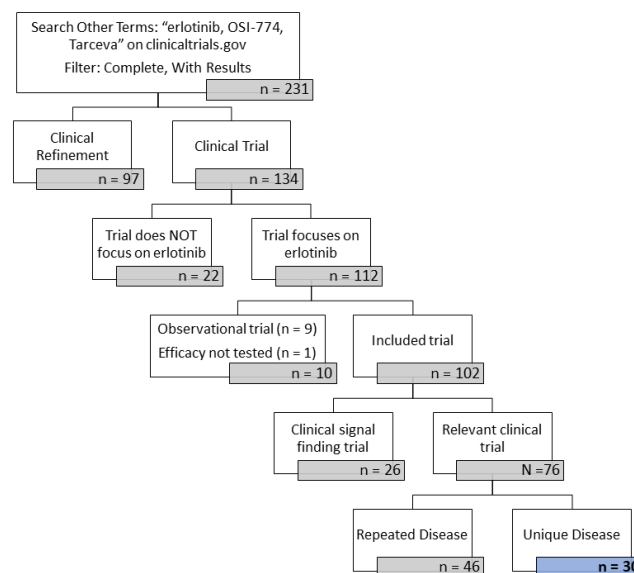 Search Other Terms: “erlotinib, OSI-774,
Tarceva” on clinicaltrials.gov
Filter: Complete, With Results
n = 231
Clinical
Refinement
n = 97
Clinical Trial
n = 134
Trial does NOT
focus on erlotinib
n = 22
Trial focuses on
erlotinib
n = 112
Observational trial (n = 9)
Efficacy not tested (n = 1)
n = 10
Included trial
n = 102
Clinical signal
finding trial
n = 26
Relevant clinical
trial
N =76
Repeated Disease
n = 46
Unique Disease
n = 30